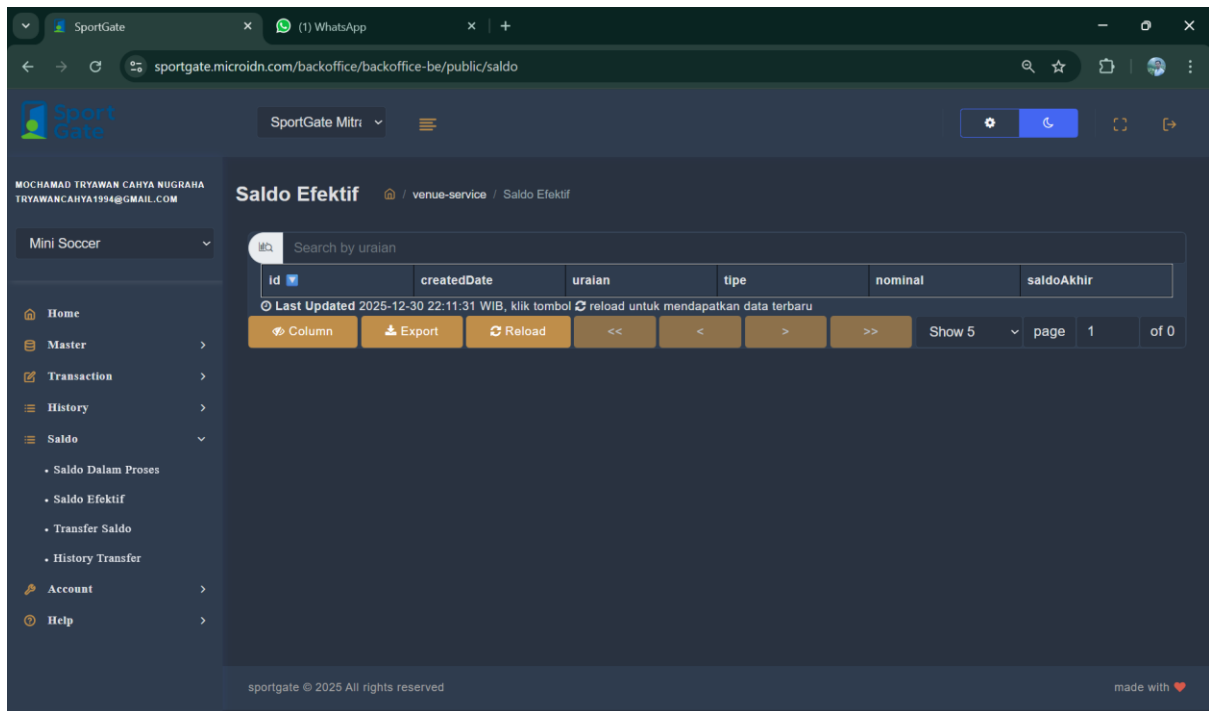 SportGate
(1) WhatsApp
sportgate.microidn.com/backoffice/backoffice-be/public/saldo
Sport
Gate
SportGate Mitra
MOCHAMAD TRYAWAN CAHYA NUGRAHA
TRYAWANCAHYA1994@GMAIL.COM
Mini Soccer
Home
Master
Transaction
History
Saldo
• Saldo Dalam Proses
• Saldo Efektif
• Transfer Saldo
• History Transfer
Account
Help
Saldo Efektif / venue-service / Saldo Efektif
Search by uraian
id createdDate uraian tipe nominal saldoAkhir
Last Updated 2025-12-30 22:11:31 WIB, klik tombol reload untuk mendapatkan data terbaru
Column Export Reload << < > >> Show 5 page 1 of 0
sportgate © 2025 All rights reserved
made with